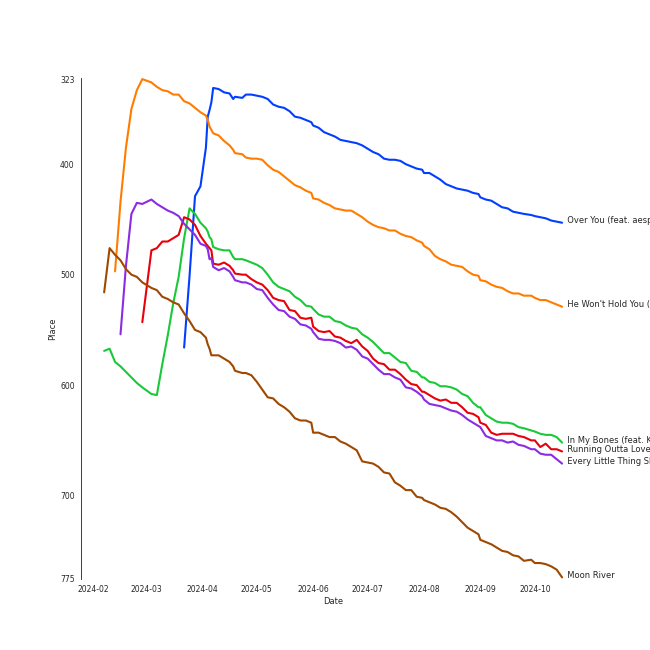 323
400
500
600
700
775
Place
2024-02
2024-03
2024-04
2024-05
2024-06
2024-07
2024-08
2024-09
2024-10
Date
Over You (feat. aesp
He Won't Hold You (
In My Bones (feat. K
Running Outta Love
Every Little Thing S
Moon River